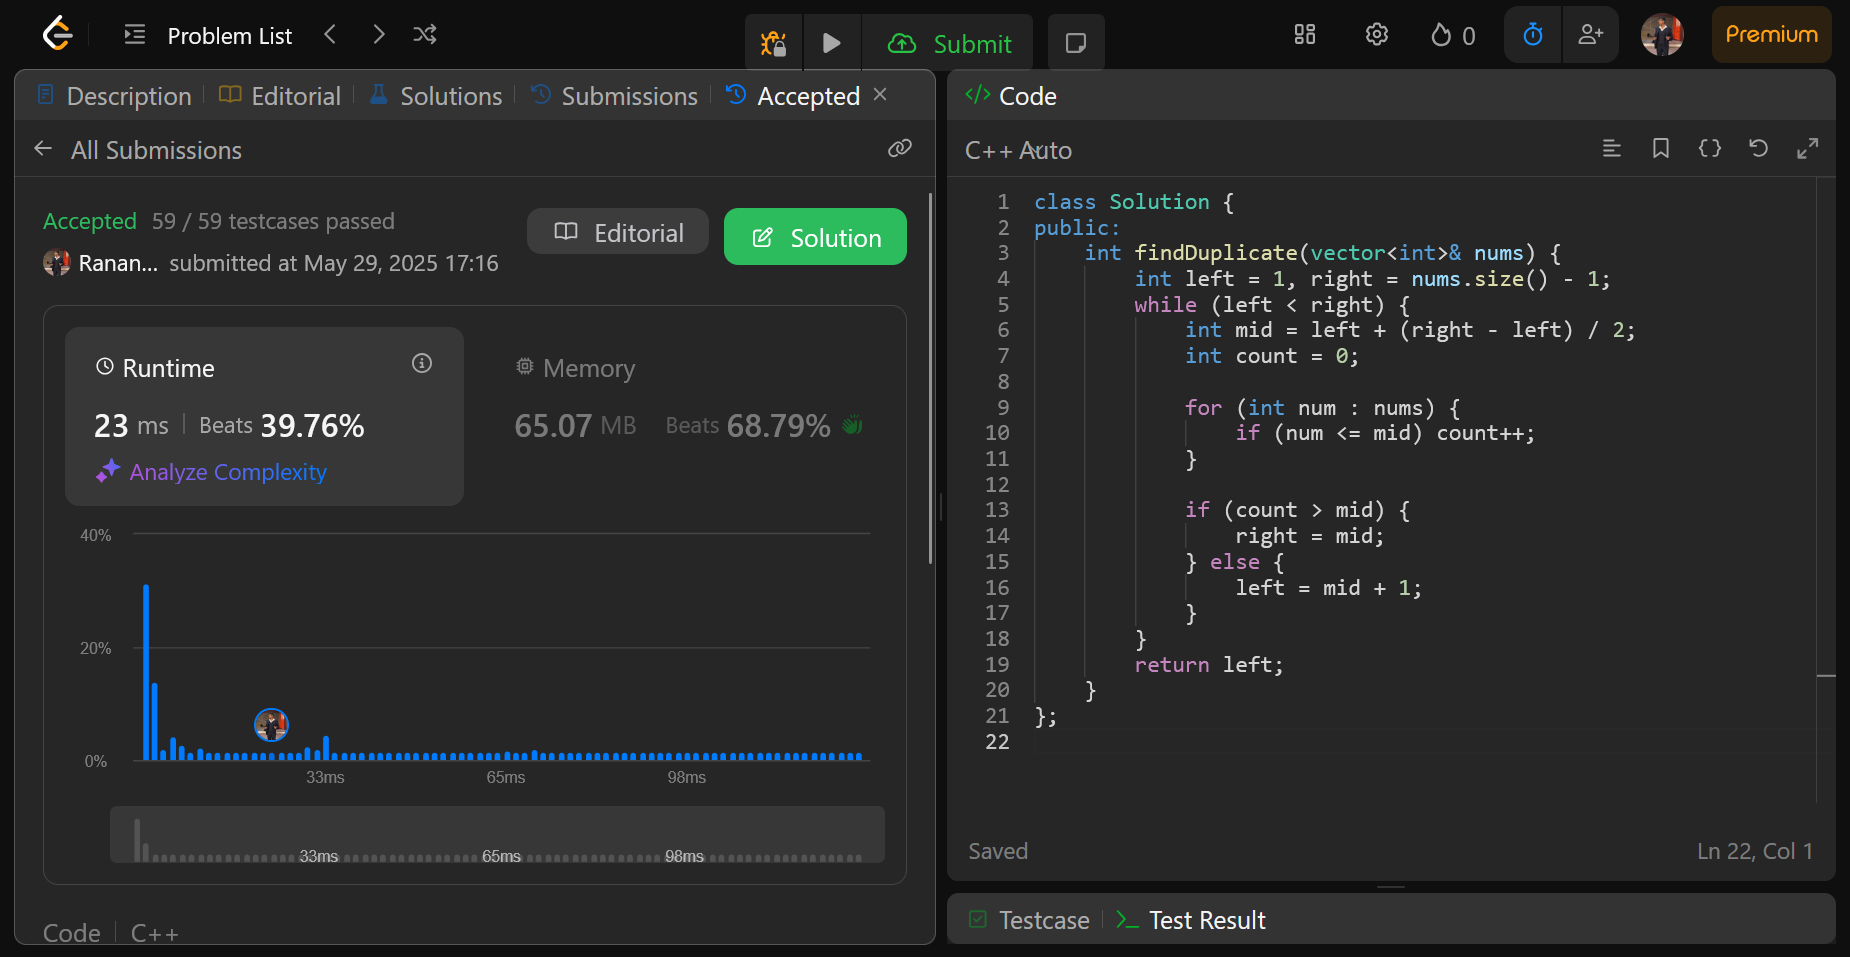 Problem List
Submit
0
Premium
Description
Editorial
Solutions
Submissions
Accepted
All Submissions
Accepted 59 / 59 testcases passed
Editorial
Solution
Ranan... submitted at May 29, 2025 17:16
Runtime
23 ms Beats 39.76%
Analyze Complexity
Memory
65.07 MB Beats 68.79%
40%
20%
0%
33ms 65ms 98ms
33ms 65ms 98ms
Code C++
</> Code
C++ Auto
1 class Solution {
2 public:
3 int findDuplicate(vector<int>& nums) {
4 int left = 1, right = nums.size() - 1;
5 while (left < right) {
6 int mid = left + (right - left) / 2;
7 int count = 0;
8
9 for (int num : nums) {
10 if (num <= mid) count++;
11 }
12
13 if (count > mid) {
14 right = mid;
15 } else {
16 left = mid + 1;
17 }
18 }
19 return left;
20 }
21 };
22
Saved
Ln 22, Col 1
Testcase
Test Result